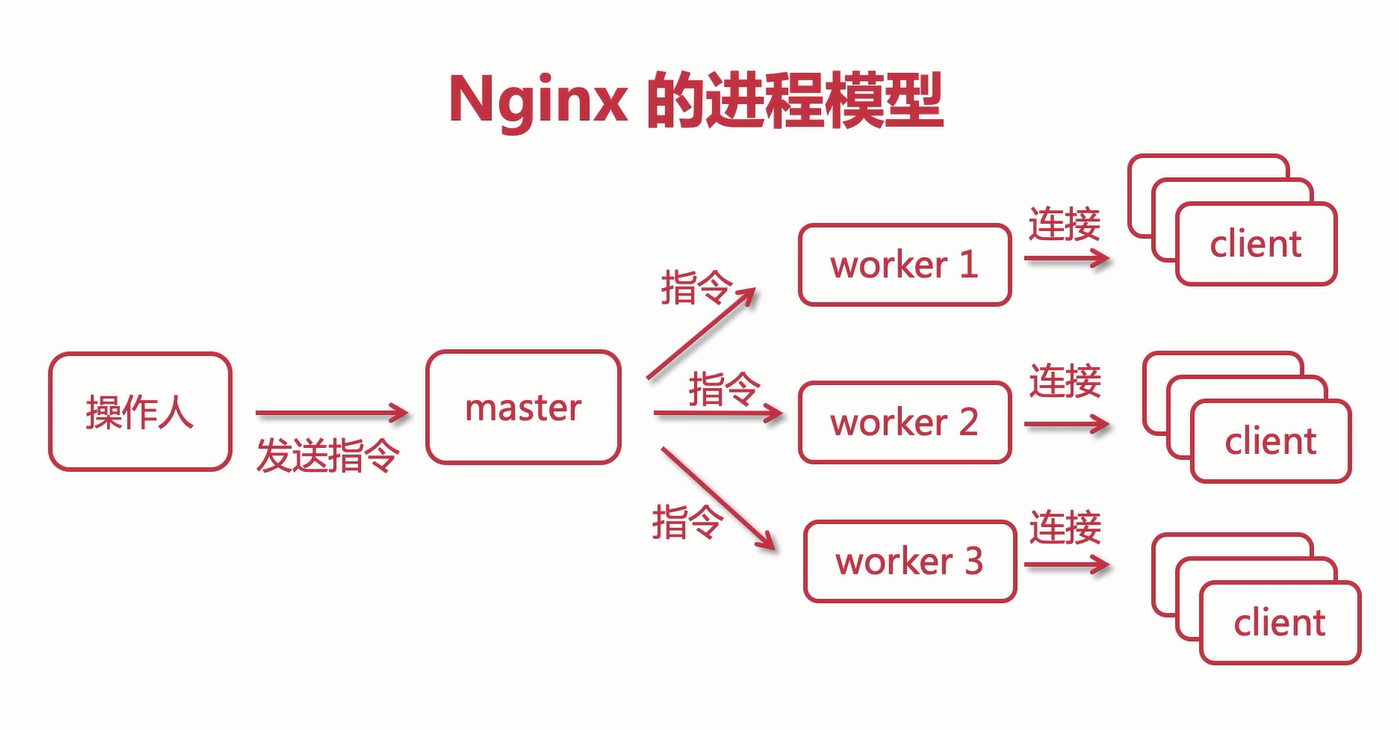 Nginx 的进程模型
操作人
发送指令
master
指令
指令
指令
worker 1
worker 2
worker 3
连接
连接
连接
client
client
client